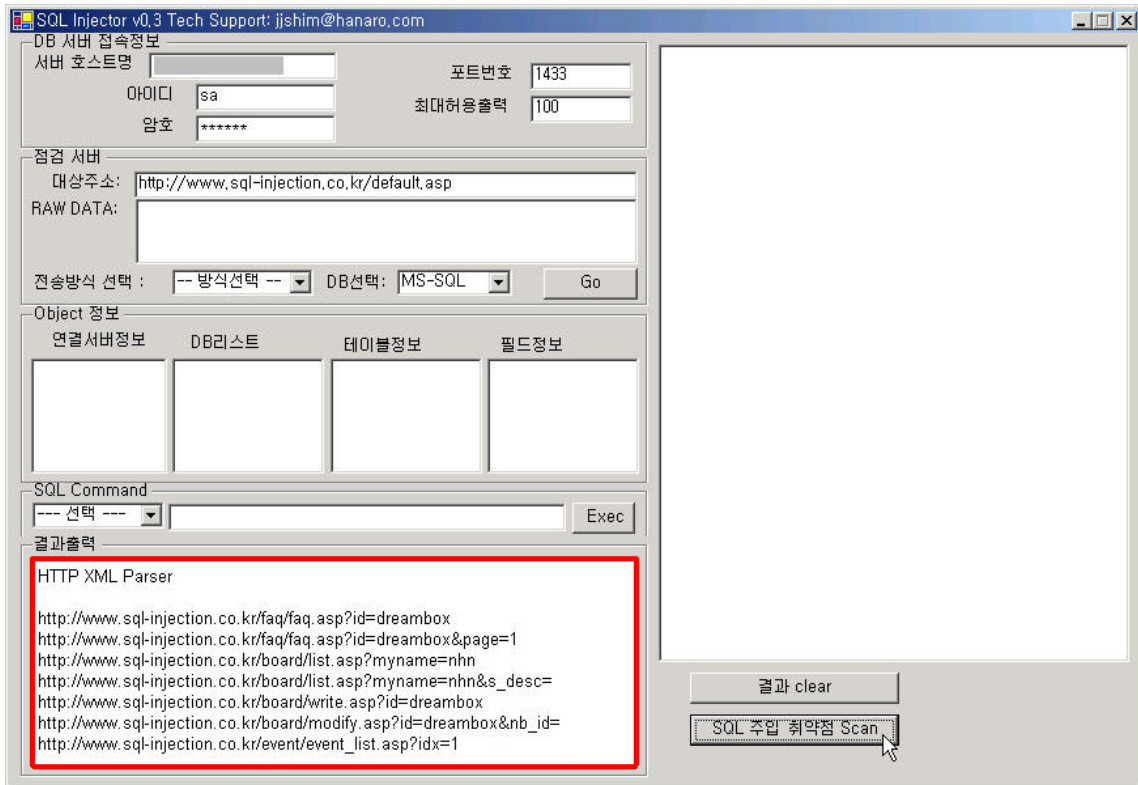 SQL Injector v0.3 Tech Support: jjshim@hanaro.com
DB 서버 접속정보
서버 호스트명
포트번호 1433
아이디 sa
최대허용출력 100
암호 ******
점검 서버
대상주소: http://www.sql-injection.co.kr/default.asp
RAW DATA:
전송방식 선택 : -- 방식선택 -- DB선택: MS-SQL Go
Object 정보
연결서버정보 DB리스트 테이블정보 필드정보
SQL Command
--- 선택 --- Exec
결과출력
HTTP XML Parser
http://www.sql-injection.co.kr/faq/faq.asp?id=dreambox
http://www.sql-injection.co.kr/faq/faq.asp?id=dreambox&page=1
http://www.sql-injection.co.kr/board/list.asp?myname=nhn
http://www.sql-injection.co.kr/board/list.asp?myname=nhn&s_desc=
http://www.sql-injection.co.kr/board/write.asp?id=dreambox
http://www.sql-injection.co.kr/board/modify.asp?id=dreambox&nb_id=
http://www.sql-injection.co.kr/event/event_list.asp?idx=1
결과 clear
SQL 주입 취약점 Scan